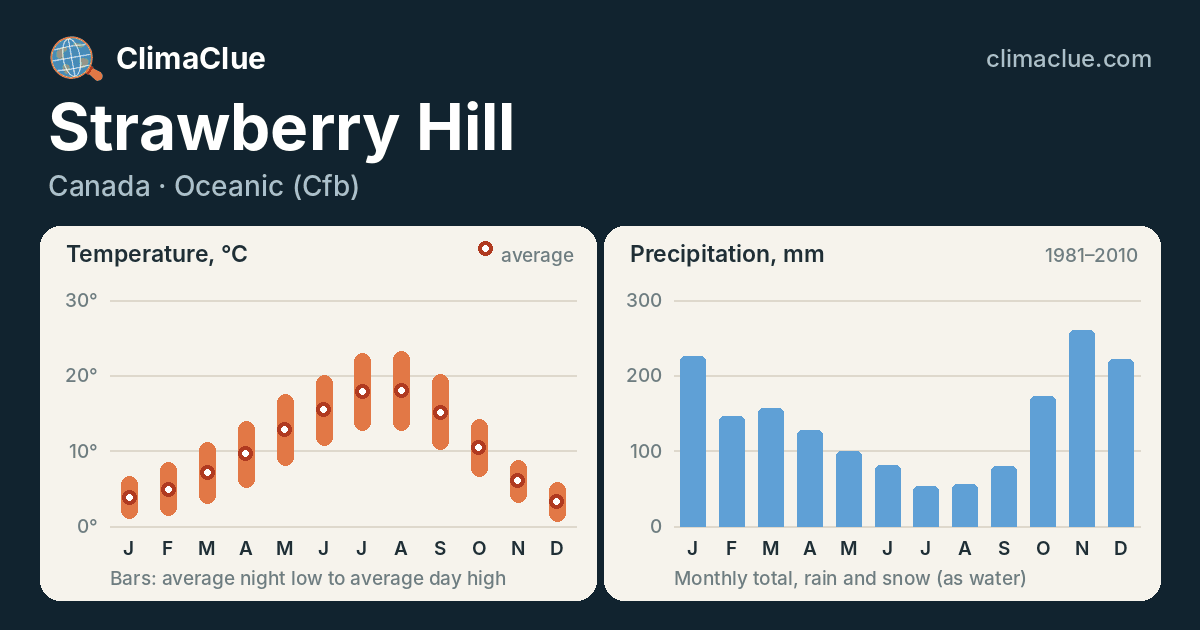 ClimaClue
climaclue.com
Strawberry Hill
Canada · Oceanic (Cfb)
Temperature, °C
average
30°
20°
10°
0°
J F M A M J J A S O N D
Bars: average night low to average day high
Precipitation, mm
1981–2010
300
200
100
0
J F M A M J J A S O N D
Monthly total, rain and snow (as water)